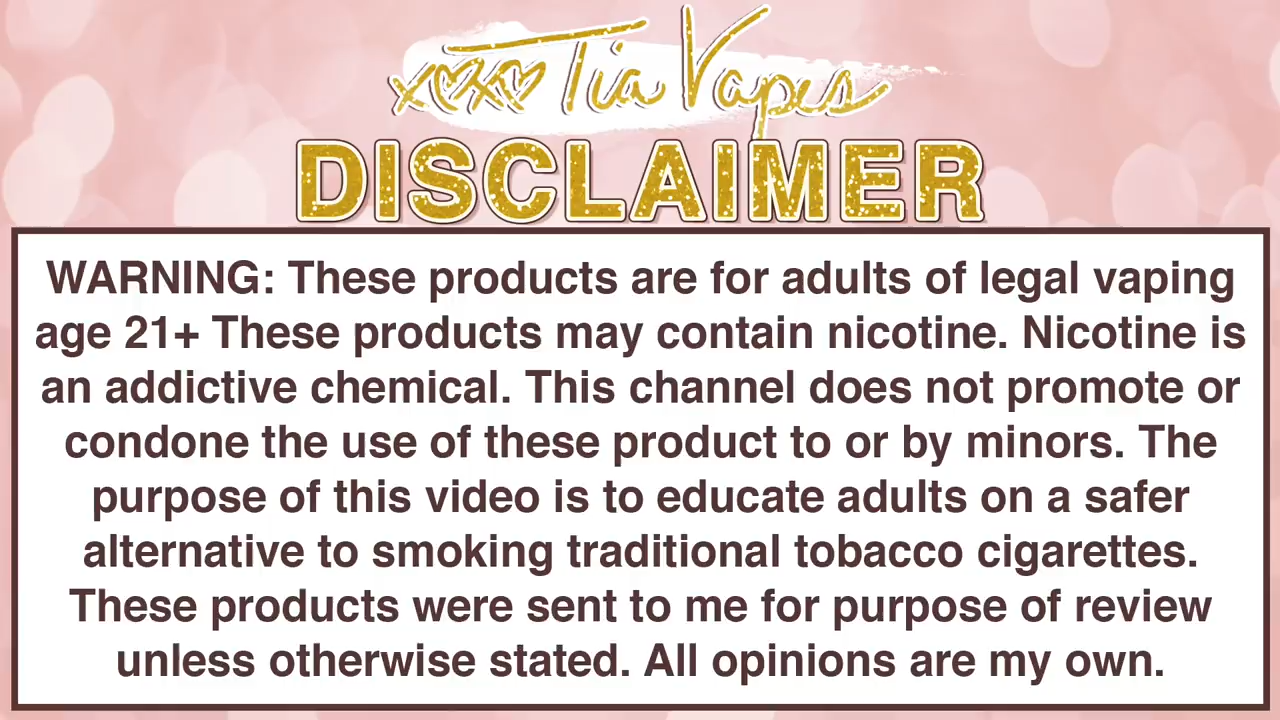 xoxo Tia Vapes
DISCLAIMER
WARNING: These products are for adults of legal vaping
age 21+ These products may contain nicotine. Nicotine is
an addictive chemical. This channel does not promote or
condone the use of these product to or by minors. The
purpose of this video is to educate adults on a safer
alternative to smoking traditional tobacco cigarettes.
These products were sent to me for purpose of review
unless otherwise stated. All opinions are my own.